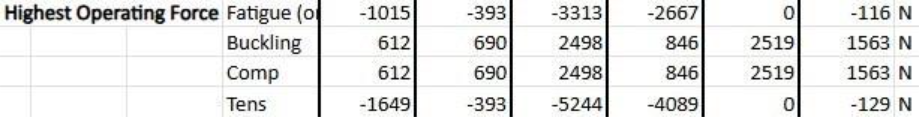 Highest Operating Force Fatigue (or -1015 -393 -3313 -2667 0 -116 N
Buckling 612 690 2498 846 2519 1563 N
Comp 612 690 2498 846 2519 1563 N
Tens -1649 -393 -5244 -4089 0 -129 N